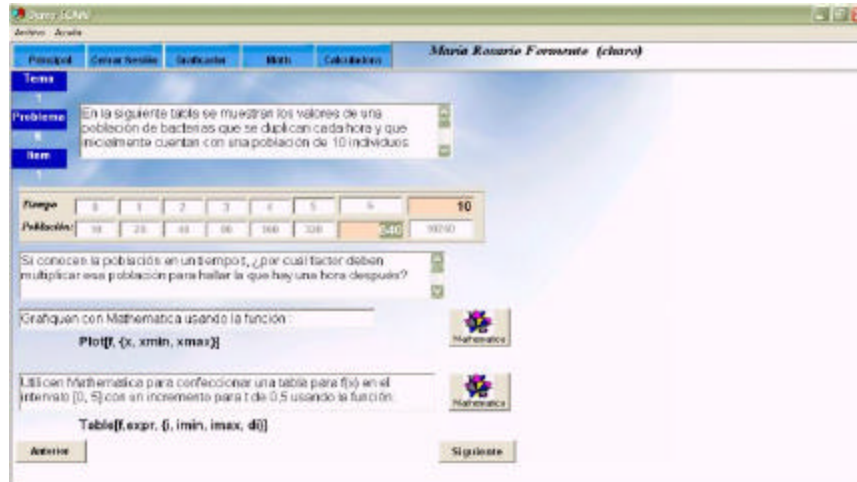 Demo SCAW
Archivo Ayuda
Principal Cerrar Sesión Graficador Math Calculadora María Rosario Formento (charo)
Tema
1
Problema
6
Item
1
En la siguiente tabla se muestran los valores de una
población de bacterias que se duplican cada hora y que
inicialmente cuentan con una población de 10 individuos
Tiempo 0 1 2 3 4 5 6 10
Población: 10 20 40 80 160 320 640 10240
Si conocen la población en un tiempo t, ¿por cuál factor deben
multiplicar esa población para hallar la que hay una hora después?
Grafiquen con Mathematica usando la función
Mathematica
Plot[f, {x, xmin, xmax}]
Utilicen Mathematica para confeccionar una tabla para f(x) en el
intervalo [0, 5] con un incremento para t de 0,5 usando la función:
Mathematica
Table[f,expr, {i, imin, imax, di}]
Anterior Siguiente